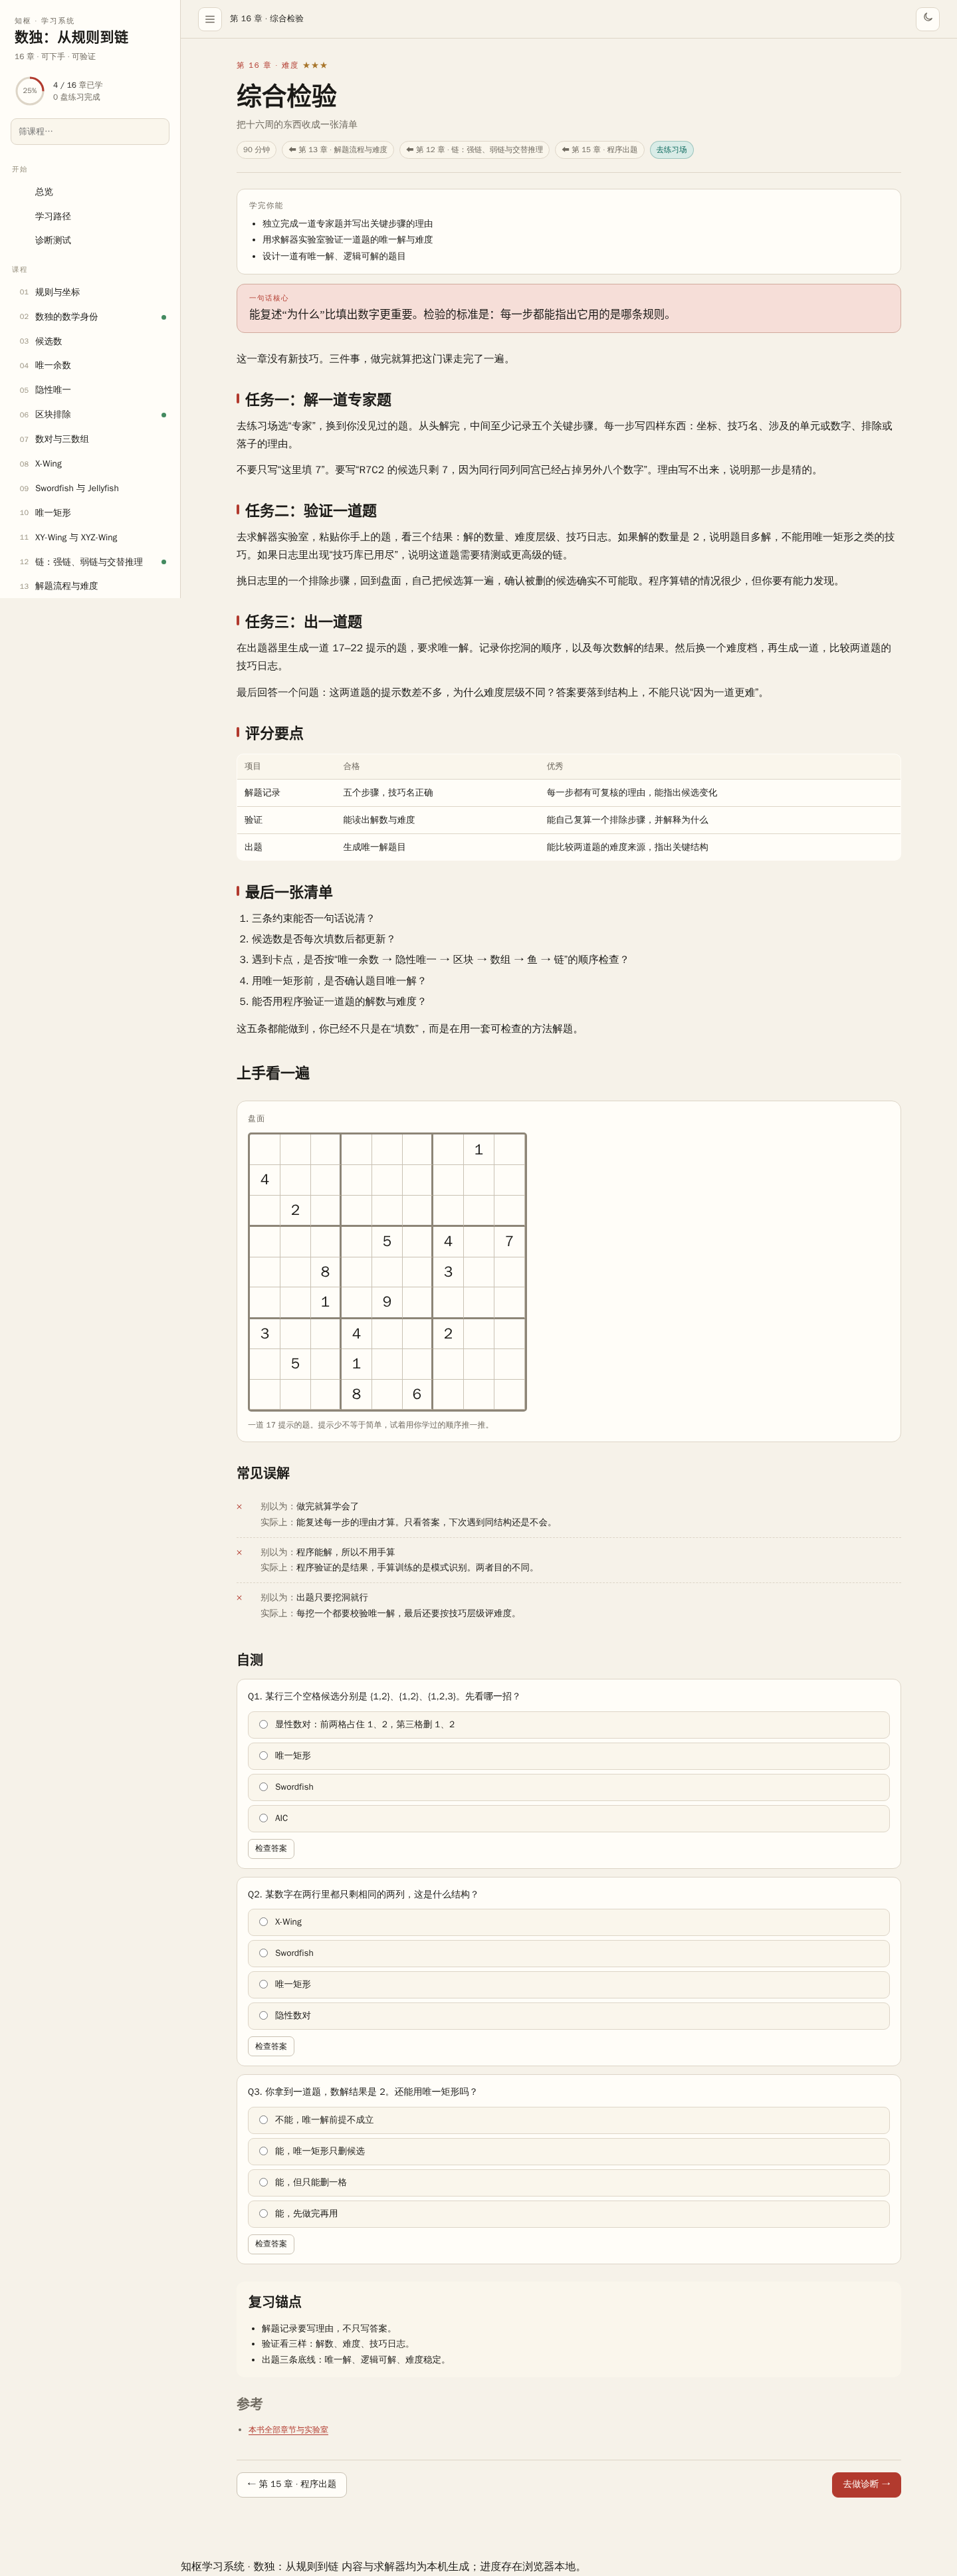 知枢 · 学习系统
数独：从规则到链
16 章 · 可下手 · 可验证
25%
4 / 16 章已学
0 盘练习完成
筛课程…
开始
总览
学习路径
诊断测试
课程
01 规则与坐标
02 数独的数学身份
03 候选数
04 唯一余数
05 隐性唯一
06 区块排除
07 数对与三数组
08 X-Wing
09 Swordfish 与 Jellyfish
10 唯一矩形
11 XY-Wing 与 XYZ-Wing
12 链：强链、弱链与交替推理
13 解题流程与难度
第 16 章 · 综合检验
第 16 章 · 难度 ★★★
综合检验
把十六周的东西收成一张清单
90 分钟 ⬅ 第 13 章 · 解题流程与难度 ⬅ 第 12 章 · 链：强链、弱链与交替推理 ⬅ 第 15 章 · 程序出题 去练习场
学完你能
• 独立完成一道专家题并写出关键步骤的理由
• 用求解器实验室验证一道题的唯一解与难度
• 设计一道有唯一解、逻辑可解的题目
一句话核心
能复述“为什么”比填出数字更重要。检验的标准是：每一步都能指出它用的是哪条规则。
这一章没有新技巧。三件事，做完就算把这门课走完了一遍。
任务一：解一道专家题
去练习场选“专家”，换到你没见过的题。从头解完，中间至少记录五个关键步骤。每一步写四样东西：坐标、技巧名、涉及的单元或数字、排除或
落子的理由。
不要只写“这里填 7”。要写“R7C2 的候选只剩 7，因为同行同列同宫已经占掉另外八个数字”。理由写不出来，说明那一步是猜的。
任务二：验证一道题
去求解器实验室，粘贴你手上的题，看三个结果：解的数量、难度层级、技巧日志。如果解的数量是 2，说明题目多解，不能用唯一矩形之类的技
巧。如果日志里出现“技巧库已用尽”，说明这道题需要猜测或更高级的链。
挑日志里的一个排除步骤，回到盘面，自己把候选算一遍，确认被删的候选确实不可能取。程序算错的情况很少，但你要有能力发现。
任务三：出一道题
在出题器里生成一道 17–22 提示的题，要求唯一解。记录你挖洞的顺序，以及每次数解的结果。然后换一个难度档，再生成一道，比较两道题的
技巧日志。
最后回答一个问题：这两道题的提示数差不多，为什么难度层级不同？答案要落到结构上，不能只说“因为一道更难”。
评分要点
项目 合格 优秀
解题记录 五个步骤，技巧名正确 每一步都有可复核的理由，能指出候选变化
验证 能读出解数与难度 能自己复算一个排除步骤，并解释为什么
出题 生成唯一解题目 能比较两道题的难度来源，指出关键结构
最后一张清单
1. 三条约束能否一句话说清？
2. 候选数是否每次填数后都更新？
3. 遇到卡点，是否按“唯一余数 → 隐性唯一 → 区块 → 数组 → 鱼 → 链”的顺序检查？
4. 用唯一矩形前，是否确认题目唯一解？
5. 能否用程序验证一道题的解数与难度？
这五条都能做到，你已经不只是在“填数”，而是在用一套可检查的方法解题。
上手看一遍
盘面
1
4
2
5 4 7
8 3
1 9
3 4 2
5 1
8 6
一道 17 提示的题。提示少不等于简单，试着用你学过的顺序推一推。
常见误解
× 别以为：做完就算学会了
实际上：能复述每一步的理由才算。只看答案，下次遇到同结构还是不会。
× 别以为：程序能解，所以不用手算
实际上：程序验证的是结果，手算训练的是模式识别。两者目的不同。
× 别以为：出题只要挖洞就行
实际上：每挖一个都要校验唯一解，最后还要按技巧层级评难度。
自测
Q1. 某行三个空格候选分别是 {1,2}、{1,2}、{1,2,3}。先看哪一招？
显性数对：前两格占住 1、2，第三格删 1、2
唯一矩形
Swordfish
AIC
检查答案
Q2. 某数字在两行里都只剩相同的两列，这是什么结构？
X-Wing
Swordfish
唯一矩形
隐性数对
检查答案
Q3. 你拿到一道题，数解结果是 2。还能用唯一矩形吗？
不能，唯一解前提不成立
能，唯一矩形只删候选
能，但只能删一格
能，先做完再用
检查答案
复习锚点
• 解题记录要写理由，不只写答案。
• 验证看三样：解数、难度、技巧日志。
• 出题三条底线：唯一解、逻辑可解、难度稳定。
参考
• 本书全部章节与实验室
← 第 15 章 · 程序出题
去做诊断 →
知枢学习系统 · 数独：从规则到链 内容与求解器均为本机生成；进度存在浏览器本地。